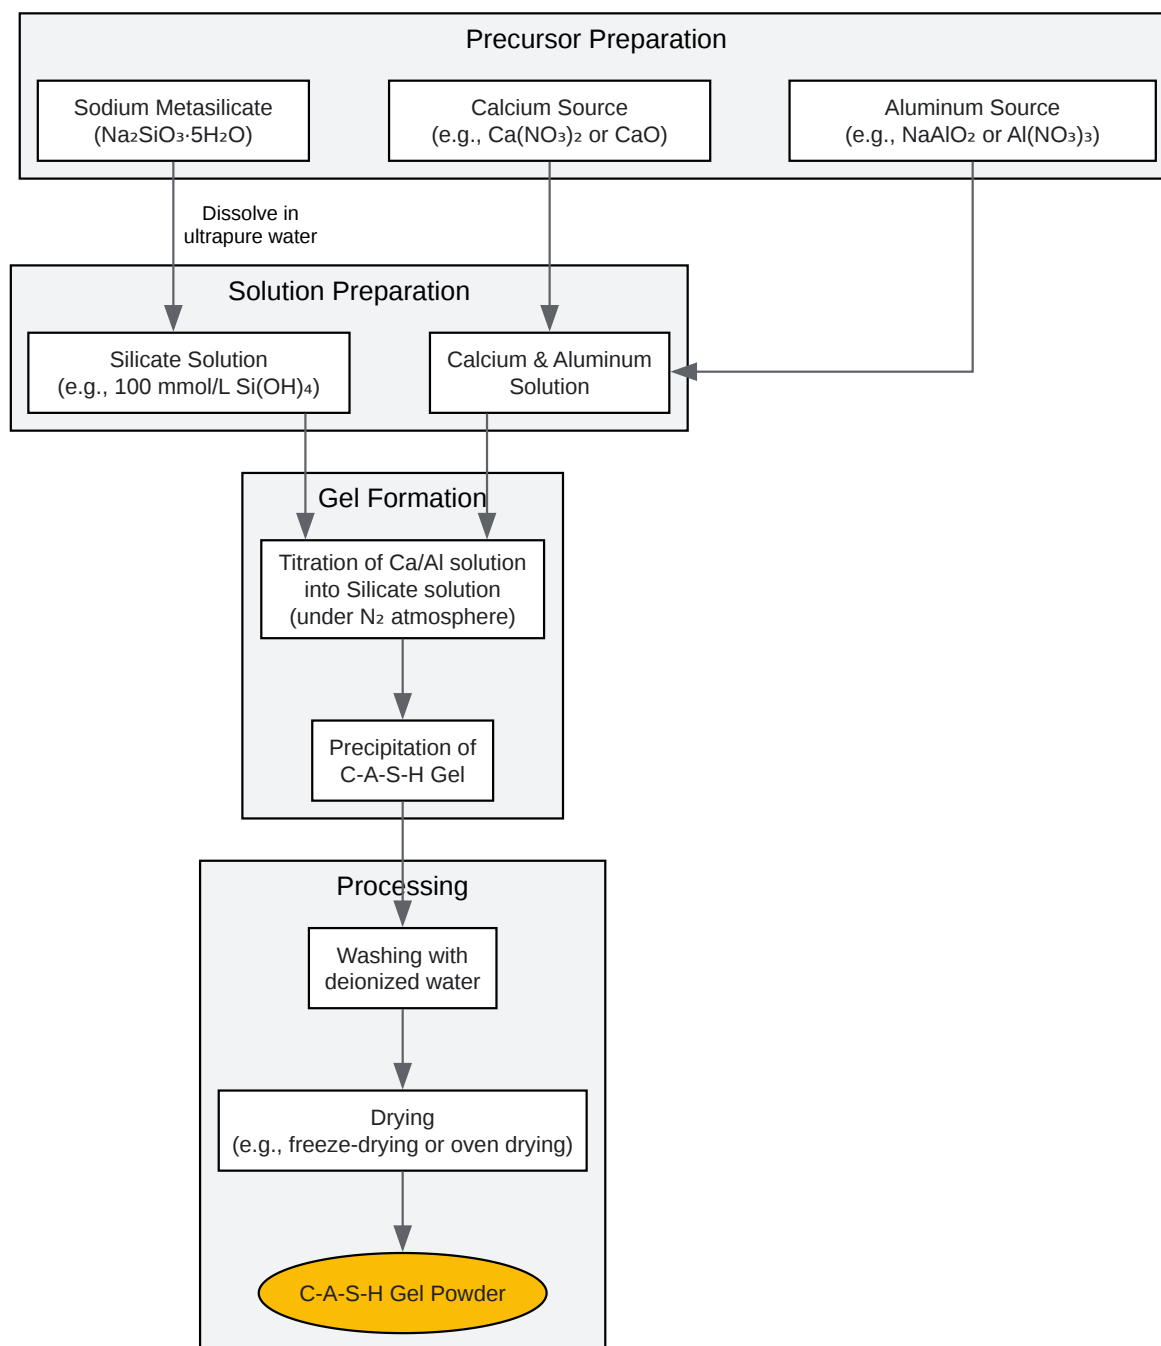 Precursor Preparation
Sodium Metasilicate
(Na₂SiO₃·5H₂O)
Calcium Source
(e.g., Ca(NO₃)₂ or CaO)
Aluminum Source
(e.g., NaAlO₂ or Al(NO₃)₃)
Dissolve in
ultrapure water
Solution Preparation
Silicate Solution
(e.g., 100 mmol/L Si(OH)₄)
Calcium & Aluminum
Solution
Gel Formation
Titration of Ca/Al solution
into Silicate solution
(under N₂ atmosphere)
Precipitation of
C-A-S-H Gel
Processing
Washing with
deionized water
Drying
(e.g., freeze-drying or oven drying)
C-A-S-H Gel Powder